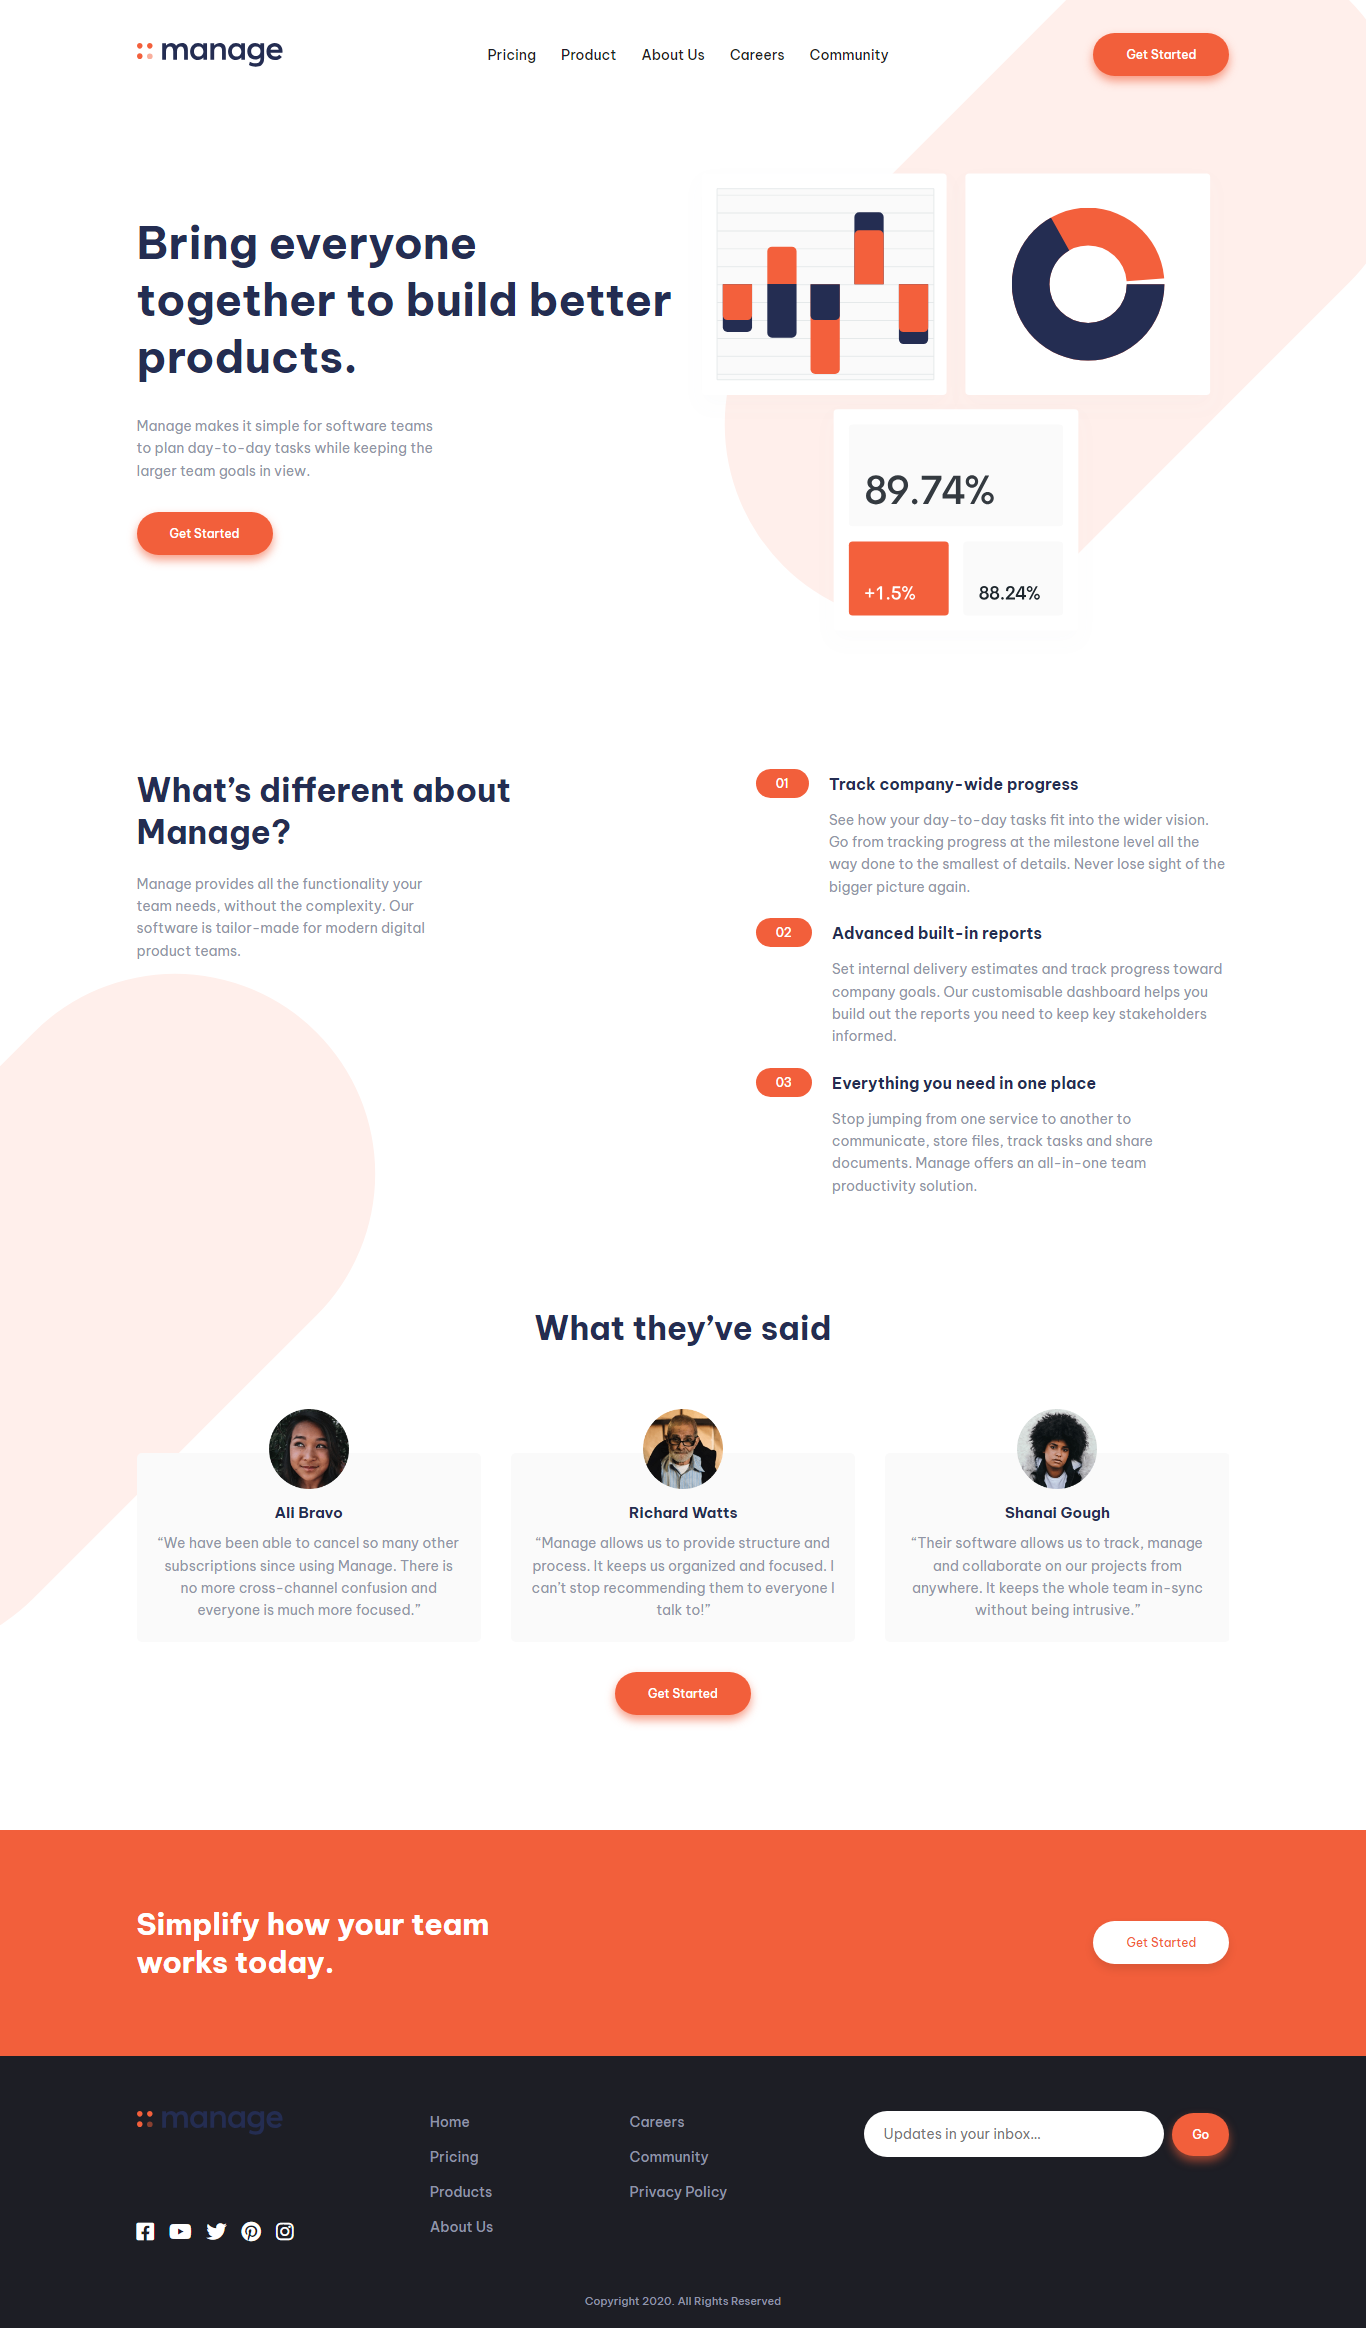 manage
Pricing
Product
About Us
Careers
Community
Get Started
Bring everyone
together to build better
products.
Manage makes it simple for software teams
to plan day-to-day tasks while keeping the
larger team goals in view.
Get Started
89.74%
+1.5%
88.24%
What’s different about
Manage?
Manage provides all the functionality your
team needs, without the complexity. Our
software is tailor-made for modern digital
product teams.
01
Track company-wide progress
See how your day-to-day tasks fit into the wider vision.
Go from tracking progress at the milestone level all the
way done to the smallest of details. Never lose sight of the
bigger picture again.
02
Advanced built-in reports
Set internal delivery estimates and track progress toward
company goals. Our customisable dashboard helps you
build out the reports you need to keep key stakeholders
informed.
03
Everything you need in one place
Stop jumping from one service to another to
communicate, store files, track tasks and share
documents. Manage offers an all-in-one team
productivity solution.
What they’ve said
Ali Bravo
“We have been able to cancel so many other
subscriptions since using Manage. There is
no more cross-channel confusion and
everyone is much more focused.”
Richard Watts
“Manage allows us to provide structure and
process. It keeps us organized and focused. I
can’t stop recommending them to everyone I
talk to!”
Shanai Gough
“Their software allows us to track, manage
and collaborate on our projects from
anywhere. It keeps the whole team in-sync
without being intrusive.”
Get Started
Simplify how your team
works today.
Get Started
manage
Home
Pricing
Products
About Us
Careers
Community
Privacy Policy
Updates in your inbox…
Go
Copyright 2020. All Rights Reserved